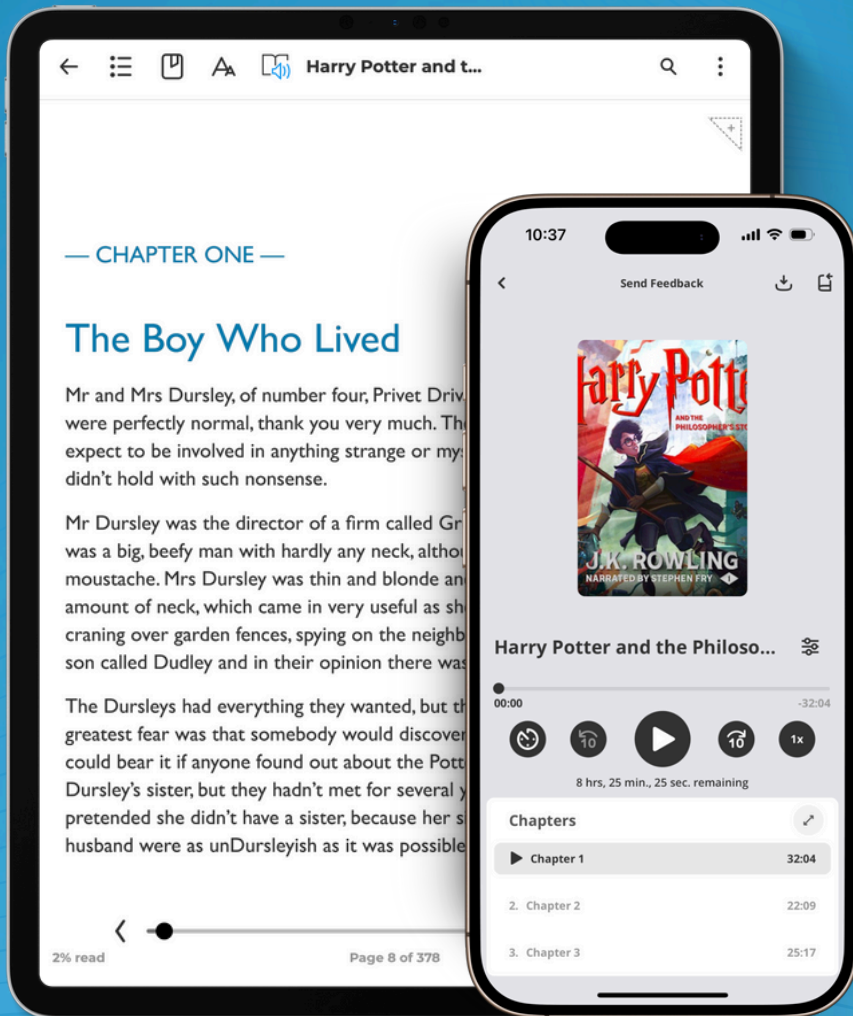 Harry Potter and t...
— CHAPTER ONE —
The Boy Who Lived
Mr and Mrs Dursley, of number four, Privet
were perfectly normal, thank you very much.
expect to be involved in anything strange or
didn't hold with such nonsense.
Mr Dursley was the director of a firm called
was a big, beefy man with hardly any neck,
moustache. Mrs Dursley was thin and blonde
amount of neck, which came in very useful as
craning over garden fences, spying on the
son called Dudley and in their opinion there
The Dursleys had everything they wanted, but
greatest fear was that somebody would
could bear it if anyone found out about the
Dursley's sister, but they hadn't met for several
pretended she didn't have a sister, because her
husband were as unDursleyish as it was possible
2% read
Page 8 of 378
10:37
Send Feedback
Harry Potter
AND THE
PHILOSOPHER'S
J.K. ROWLING
NARRATED BY STEPHEN FRY
Harry Potter and the Philoso...
00:00
-32:04
10
10
1x
8 hrs, 25 min., 25 sec. remaining
Chapters
Chapter 1 32:04
2. Chapter 2 22:09
3. Chapter 3 25:17